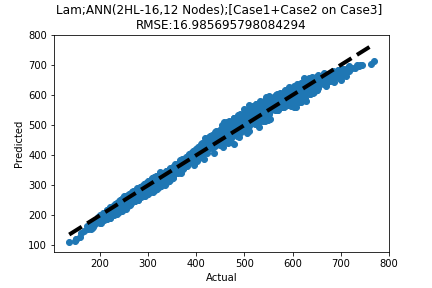 Lam;ANN(2HL-16,12 Nodes);[Case1+Case2 on Case3]
RMSE:16.985695798084294
800
700
600
500
400
300
200
100
Predicted
200 300 400 500 600 700 800
Actual